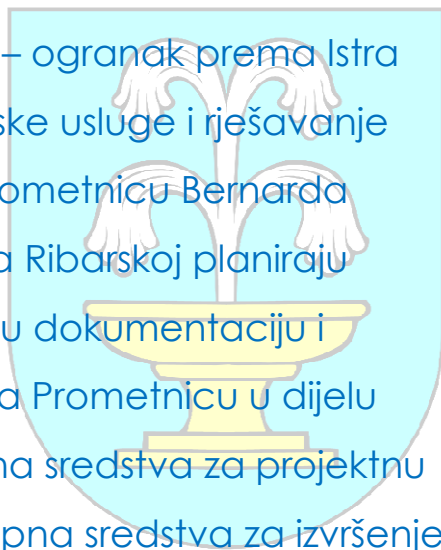 – ogranak prema Istra
ske usluge i rješavanje
ometnicu Bernarda
a Ribarskoj planiraju
u dokumentaciju i
a Prometnicu u dijelu
na sredstva za projektnu
pna sredstva za izvršenje